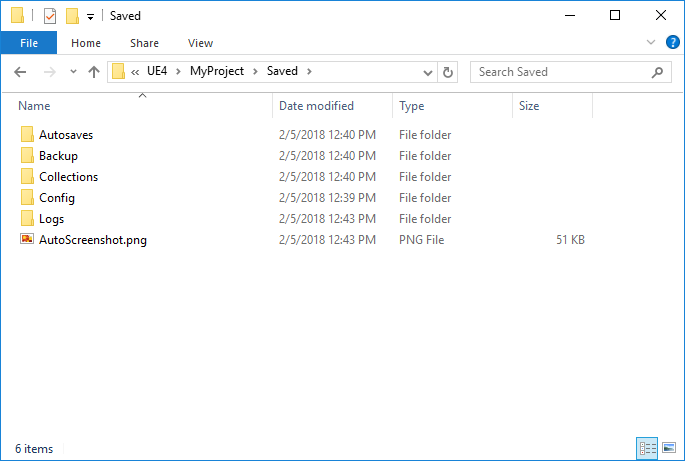 Saved
File Home Share View
UE4 MyProject Saved Search Saved
Name Date modified Type Size
Autosaves 2/5/2018 12:40 PM File folder
Backup 2/5/2018 12:40 PM File folder
Collections 2/5/2018 12:40 PM File folder
Config 2/5/2018 12:39 PM File folder
Logs 2/5/2018 12:43 PM File folder
AutoScreenshot.png 2/5/2018 12:43 PM PNG File 51 KB
6 items